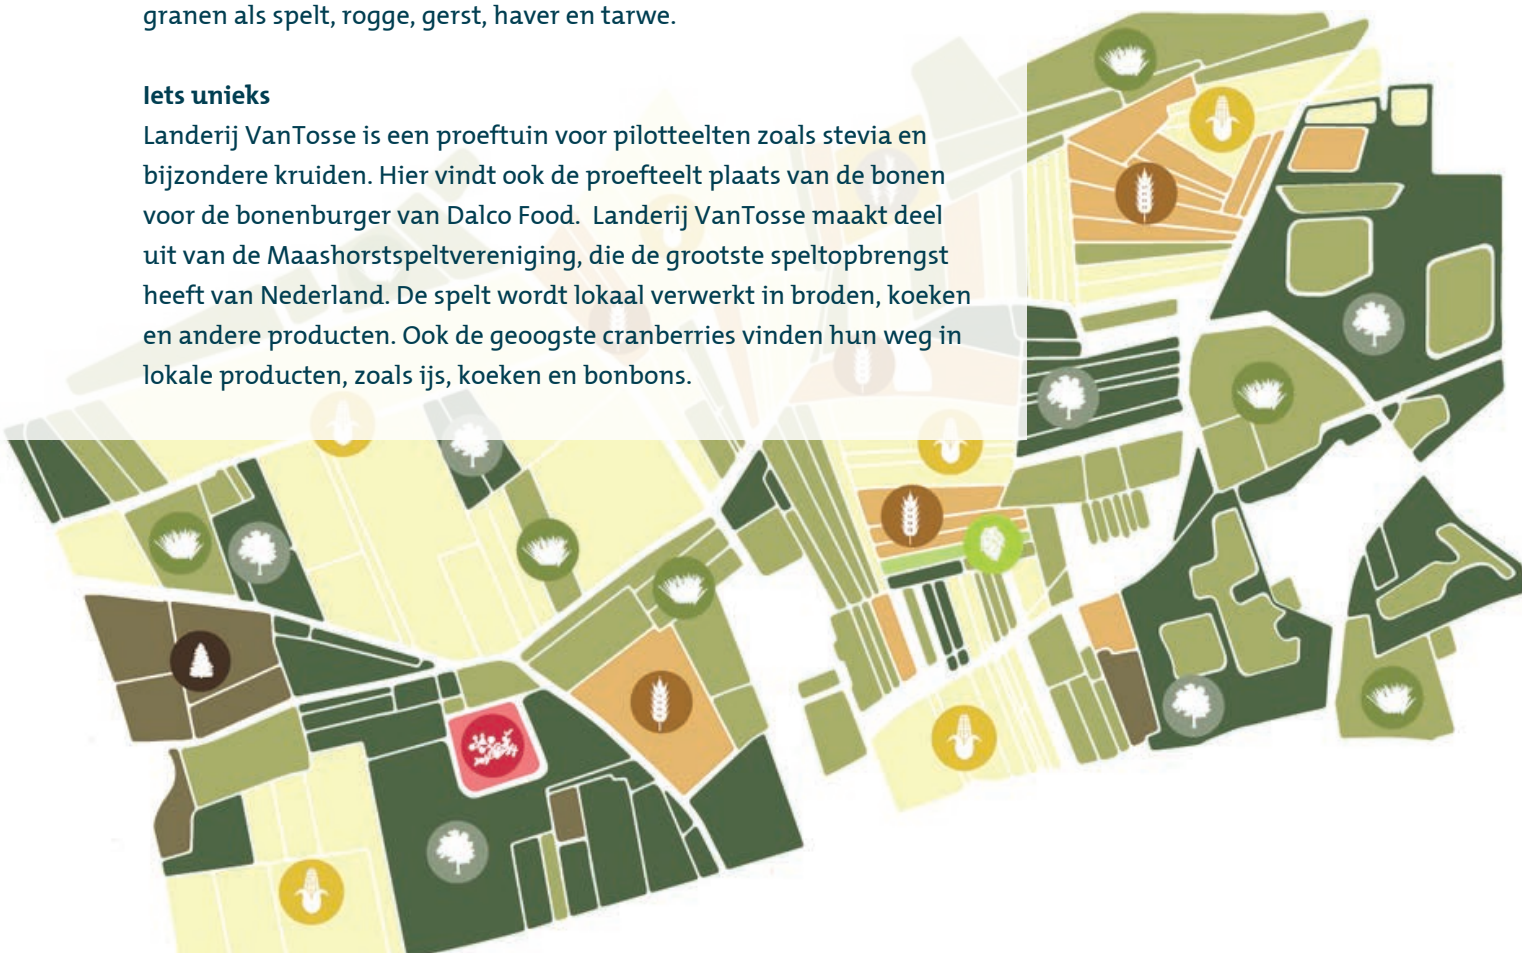 granen als spelt, rogge, gerst, haver en tarwe.
Iets unieks
Landerij VanTosse is een proeftuin voor pilotteelten zoals stevia en
bijzondere kruiden. Hier vindt ook de proefteelt plaats van de bonen
voor de bonenburger van Dalco Food. Landerij VanTosse maakt deel
uit van de Maashorstspeltvereniging, die de grootste speltopbrengst
heeft van Nederland. De spelt wordt lokaal verwerkt in broden, koeken
en andere producten. Ook de geoogste cranberries vinden hun weg in
lokale producten, zoals ijs, koeken en bonbons.